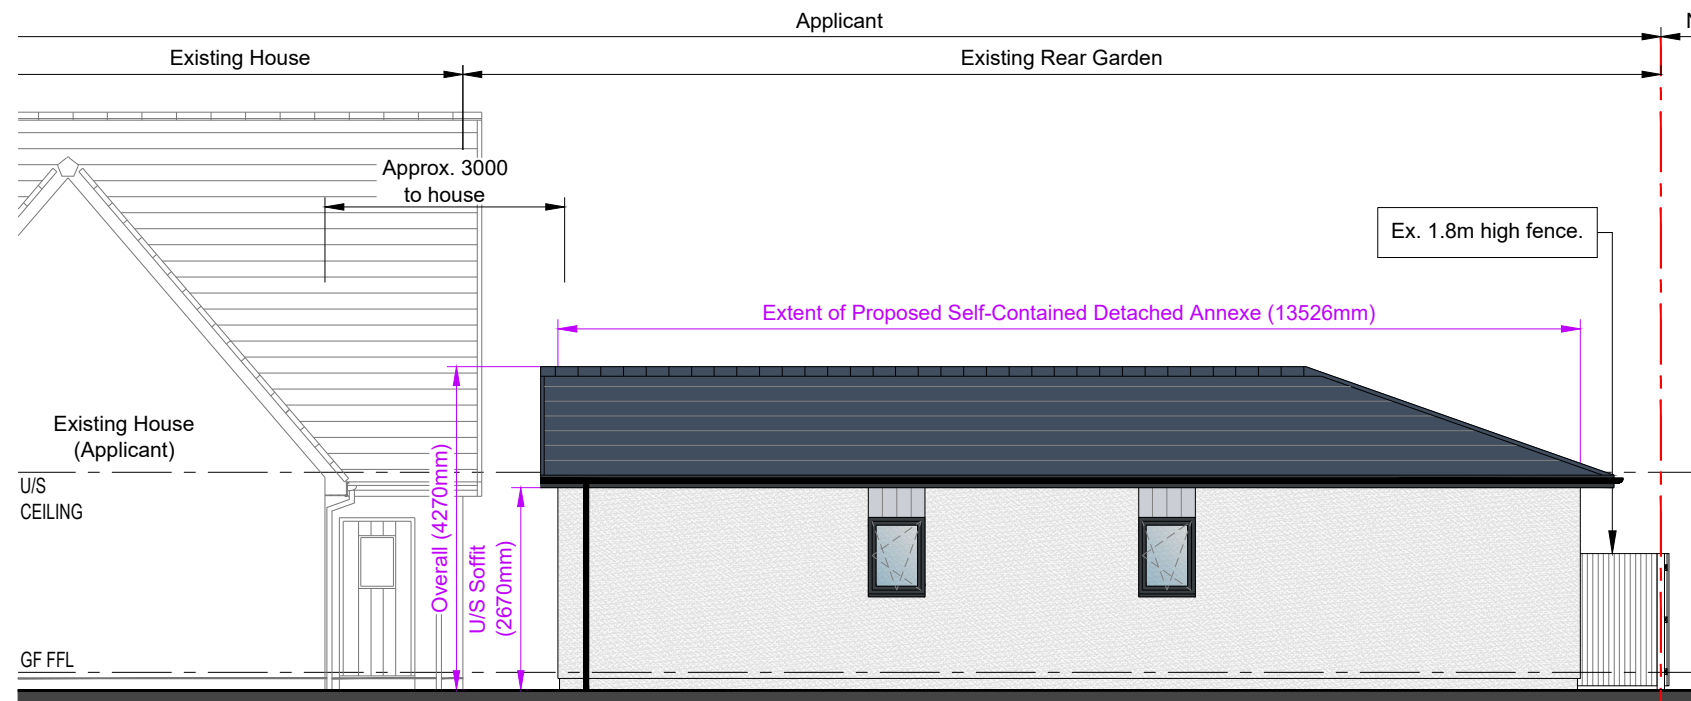 Applicant
N
Existing House
Existing Rear Garden
Approx. 3000
to house
Ex. 1.8m high fence.
Extent of Proposed Self-Contained Detached Annexe (13526mm)
Existing House
(Applicant)
U/S
CEILING
Overall (4270mm)
U/S Soffit
(2670mm)
GF FFL